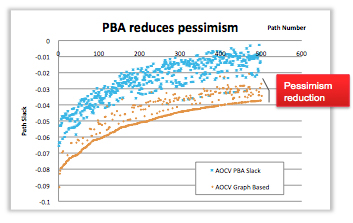 PBA reduces pessimism
Path Number
0 100 200 300 400 500 600
0
-0.01
-0.02
-0.03
-0.04
-0.05
-0.06
-0.07
-0.08
-0.09
-0.1
Path Slack
Pessimism
reduction
AOCV PBA Slack
AOCV Graph Based